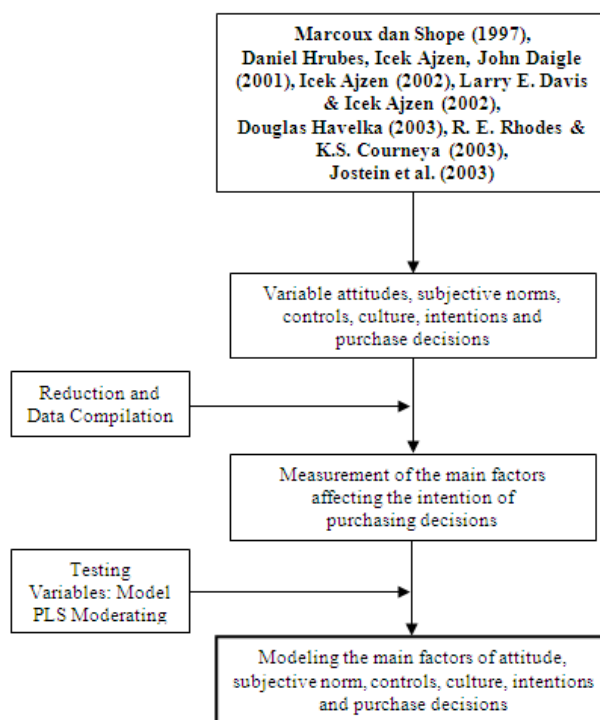 Marcoux dan Shope (1997),
Daniel Hrubes, Icek Ajzen, John Daigle
(2001), Icek Ajzen (2002), Larry E. Davis
& Icek Ajzen (2002),
Douglas Havelka (2003), R. E. Rhodes &
K.S. Courneya (2003),
Jostein et al. (2003)
Variable attitudes, subjective norms,
controls, culture, intentions and
purchase decisions
Reduction and
Data Compilation
Measurement of the main factors
affecting the intention of
purchasing decisions
Testing
Variables: Model
PLS Moderating
Modeling the main factors of attitude,
subjective norm, controls, culture, intentions
and purchase decisions